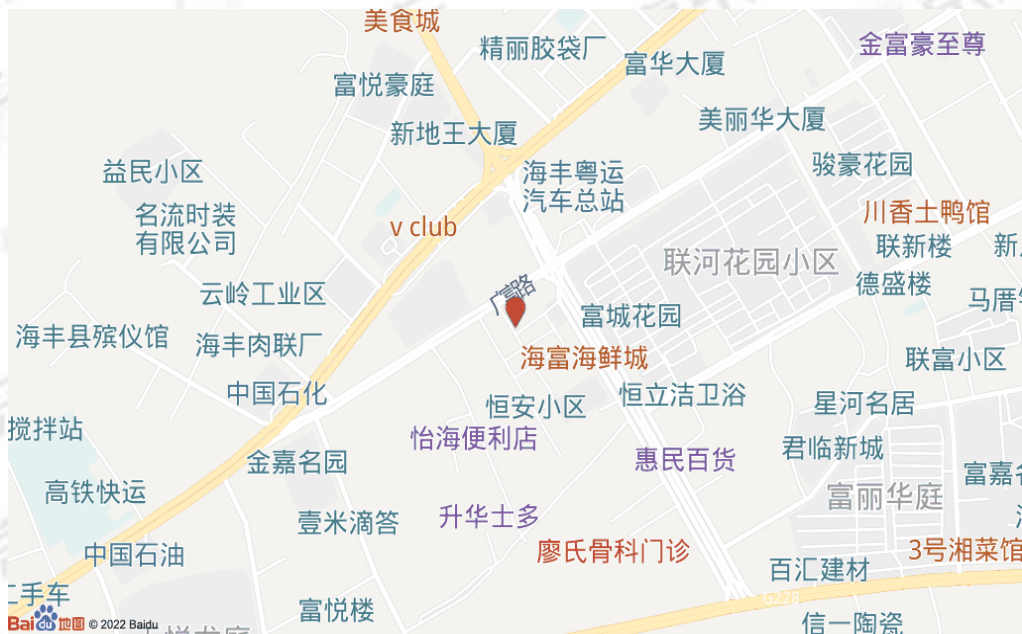 美食城
精丽胶袋厂
金富豪至尊
富华大厦
富悦豪庭
美丽华大厦
新地王大厦
骏豪花园
益民小区
海丰粤运
汽车总站
名流时装
有限公司
川香土鸭馆
v club
联新楼
联河花园小区
德盛楼
云岭工业区
广富路
马厝
富城花园
海丰县殡仪馆
海丰肉联厂
海富海鲜城
联富小区
中国石化
恒立洁卫浴
恒安小区
星河名居
搅拌站
怡海便利店
君临新城
金嘉名园
惠民百货
富嘉名
高铁快运
富丽华庭
升华士多
壹米滴答
廖氏骨科门诊
3号湘菜馆
中国石油
百汇建材
二手车
G228
富悦楼
信一陶瓷
Bai du 地图 © 2022 Baidu